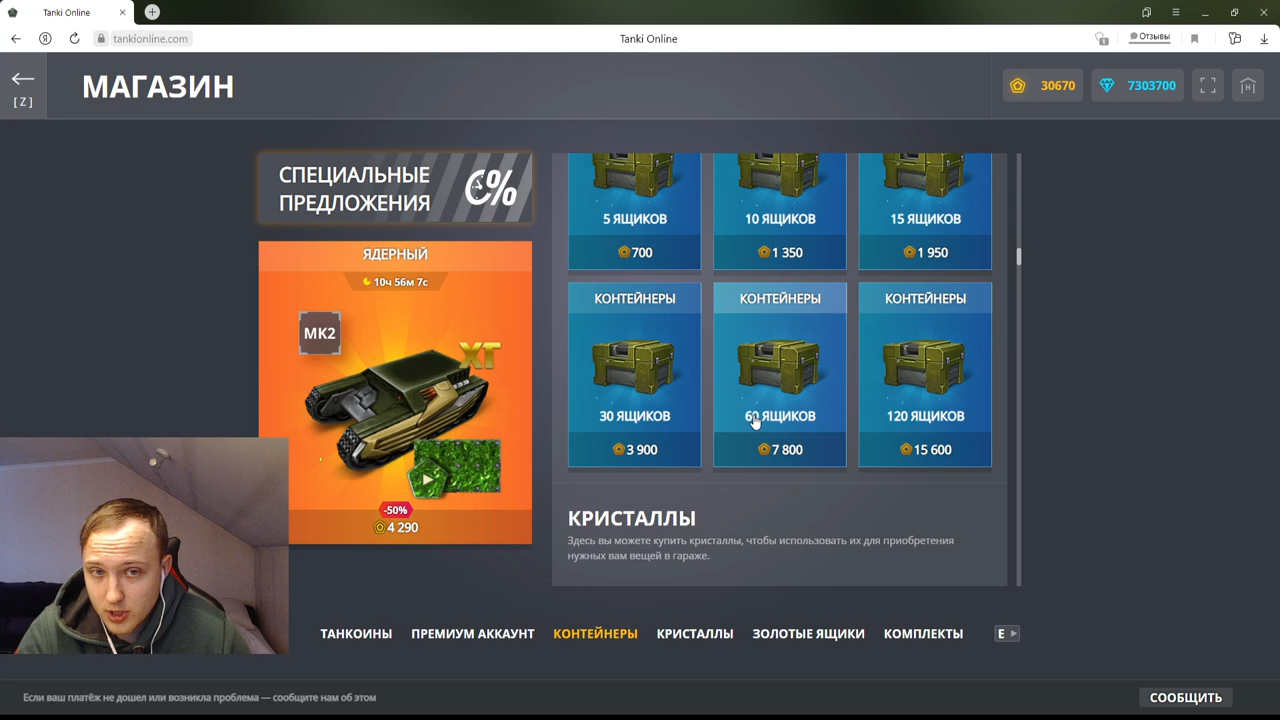 Tanki Online
tankionline.com
Tanki Online
Отзывы
[ Z ]
МАГАЗИН
30670
7303700
СПЕЦИАЛЬНЫЕ
ПРЕДЛОЖЕНИЯ
%
ЯДЕРНЫЙ
10ч 56м 7с
MK2
XT
-50%
4 290
5 ЯЩИКОВ
10 ЯЩИКОВ
15 ЯЩИКОВ
700
1 350
1 950
КОНТЕЙНЕРЫ
КОНТЕЙНЕРЫ
КОНТЕЙНЕРЫ
30 ЯЩИКОВ
60 ЯЩИКОВ
120 ЯЩИКОВ
3 900
7 800
15 600
КРИСТАЛЛЫ
Здесь вы можете купить кристаллы, чтобы использовать их для приобретения
нужных вам вещей в гараже.
ТАНКОИНЫ ПРЕМИУМ АККАУНТ КОНТЕЙНЕРЫ КРИСТАЛЛЫ ЗОЛОТЫЕ ЯЩИКИ КОМПЛЕКТЫ E
Если ваш платёж не дошел или возникла проблема — сообщите нам об этом
СООБЩИТЬ